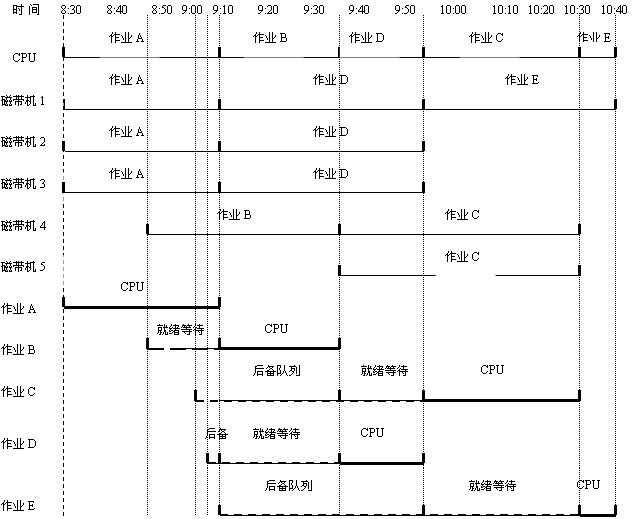 时 间 8:30 8:40 8:50 9:00 9:10 9:20 9:30 9:40 9:50 10:00 10:10 10:20 10:30 10:40
CPU 作业 A 作业 B 作业 D 作业 C 作业 E
磁带机 1 作业 A 作业 D 作业 E
磁带机 2 作业 A 作业 D
磁带机 3 作业 A 作业 D
磁带机 4 作业 B 作业 C
磁带机 5 作业 C
作业 A CPU
作业 B 就绪等待 CPU
作业 C 后备队列 就绪等待 CPU
作业 D 后备 就绪等待 CPU
作业 E 后备队列 就绪等待 CPU